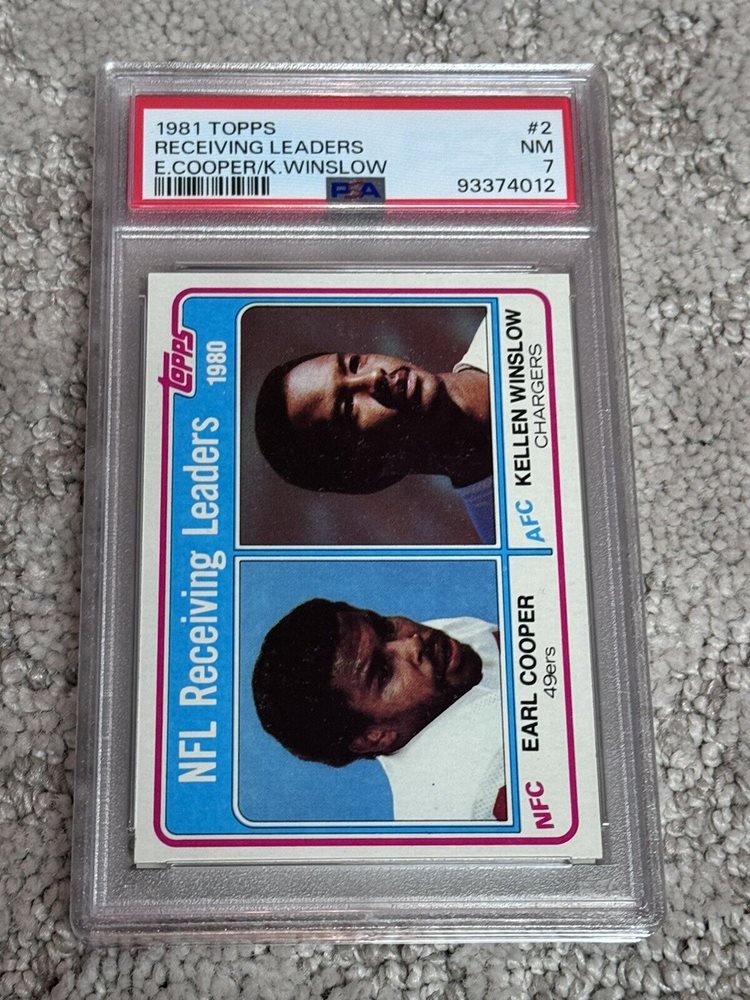 1981 TOPPS #2
RECEIVING LEADERS NM
E.COOPER/K.WINSLOW 7
PSA 93374012
TOPPS
NFL Receiving Leaders 1980
NFC EARL COOPER
49ers
AFC KELLEN WINSLOW
CHARGERS